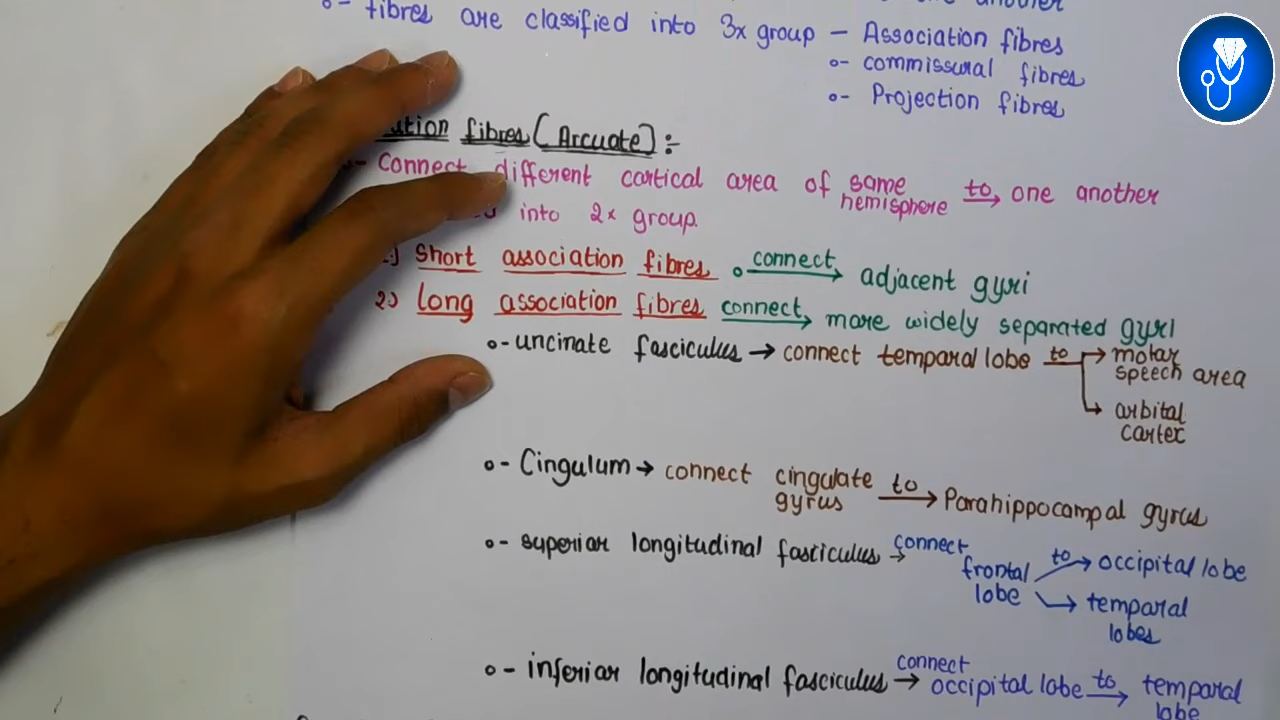 another
o- fibres are classified into 3x group – Association fibres
o- commissural fibres
o- Projection fibres
fibres (Arcuate) :-
- Connect different cortical area of same hemisphere to → one another
into 2x group.
1.) Short association fibres o connect → adjacent gyri
2.) Long association fibres connect → more widely separated gyri
o- uncinate fasciculus → connect temporal lobe to → motor speech area
→ orbital cortex
o- Cingulum → connect cingulate gyrus to → Parahippocampal gyrus
o- superior longitudinal fasciculus → connect frontal lobe to → occipital lobe
→ temporal lobes
o- inferior longitudinal fasciculus → connect occipital lobe to → temporal lobe